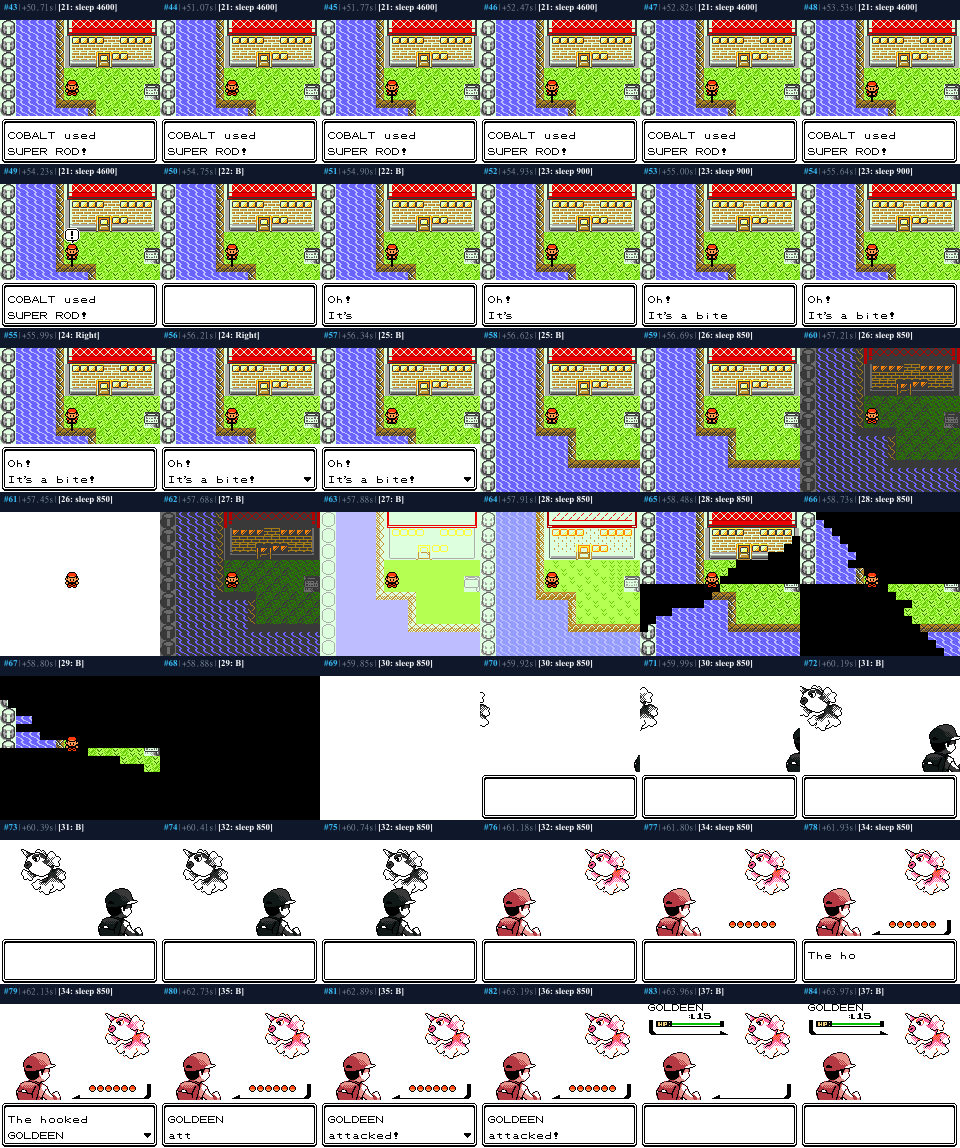 #43|+50.71s|[21: sleep 4600]
#44|+51.07s|[21: sleep 4600]
#45|+51.77s|[21: sleep 4600]
#46|+52.47s|[21: sleep 4600]
#47|+52.82s|[21: sleep 4600]
#48|+53.53s|[21: sleep 4600]
COBALT used
SUPER ROD!
COBALT used
SUPER ROD!
COBALT used
SUPER ROD!
COBALT used
SUPER ROD!
COBALT used
SUPER ROD!
COBALT used
SUPER ROD!
#49|+54.23s|[21: sleep 4600]
#50|+54.75s|[22: B]
#51|+54.90s|[22: B]
#52|+54.93s|[23: sleep 900]
#53|+55.00s|[23: sleep 900]
#54|+55.64s|[23: sleep 900]
!
COBALT used
SUPER ROD!
Oh!
It's
Oh!
It's
Oh!
It's a bite
Oh!
It's a bite!
#55|+55.99s|[24: Right]
#56|+56.21s|[24: Right]
#57|+56.34s|[25: B]
#58|+56.62s|[25: B]
#59|+56.69s|[26: sleep 850]
#60|+57.21s|[26: sleep 850]
Oh!
It's a bite!
Oh!
It's a bite!
Oh!
It's a bite!
#61|+57.45s|[26: sleep 850]
#62|+57.68s|[27: B]
#63|+57.88s|[27: B]
#64|+57.91s|[28: sleep 850]
#65|+58.48s|[28: sleep 850]
#66|+58.73s|[28: sleep 850]
#67|+58.80s|[29: B]
#68|+58.88s|[29: B]
#69|+59.85s|[30: sleep 850]
#70|+59.92s|[30: sleep 850]
#71|+59.99s|[30: sleep 850]
#72|+60.19s|[31: B]
#73|+60.39s|[31: B]
#74|+60.41s|[32: sleep 850]
#75|+60.74s|[32: sleep 850]
#76|+61.18s|[32: sleep 850]
#77|+61.80s|[34: sleep 850]
#78|+61.93s|[34: sleep 850]
The ho
#79|+62.13s|[34: sleep 850]
#80|+62.73s|[35: B]
#81|+62.89s|[35: B]
#82|+63.19s|[36: sleep 850]
#83|+63.96s|[37: B]
#84|+63.97s|[37: B]
GOLDEEN
:L15
HP:
GOLDEEN
:L15
HP:
The hooked
GOLDEEN
GOLDEEN
att
GOLDEEN
attacked!
GOLDEEN
attacked!